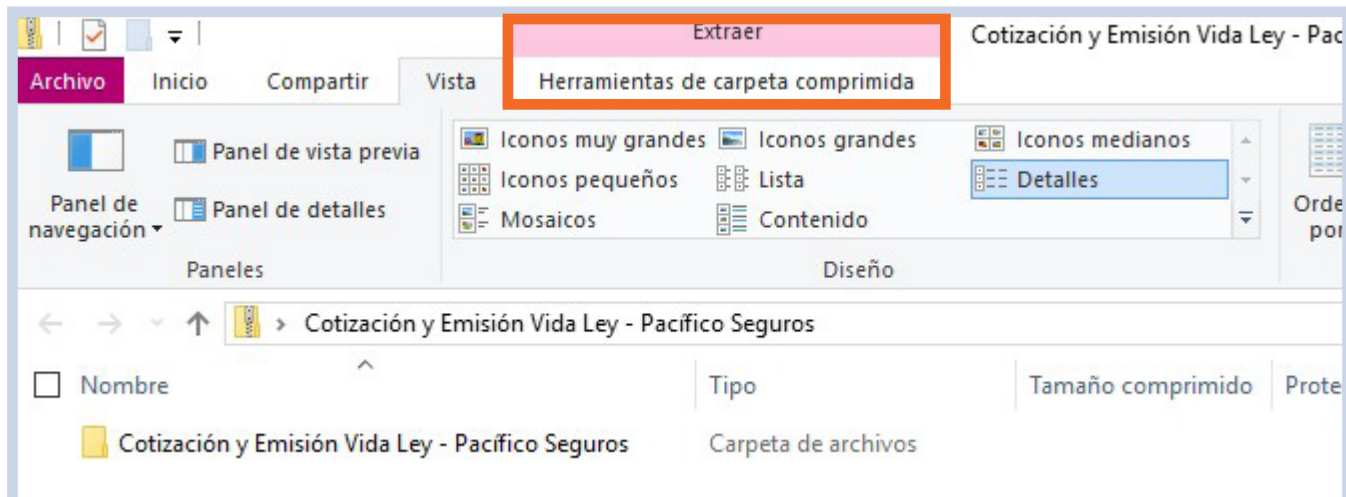 Extraer
Cotización y Emisión Vida Ley - Pac
Archivo Inicio Compartir Vista Herramientas de carpeta comprimida
Panel de vista previa
Panel de detalles
Panel de
navegación
Paneles
Iconos muy grandes Iconos grandes Iconos medianos
Iconos pequeños Lista Detalles
Mosaicos Contenido
Diseño
Orde
por
Cotización y Emisión Vida Ley - Pacífico Seguros
Nombre Tipo Tamaño comprimido Prote
Cotización y Emisión Vida Ley - Pacífico Seguros Carpeta de archivos